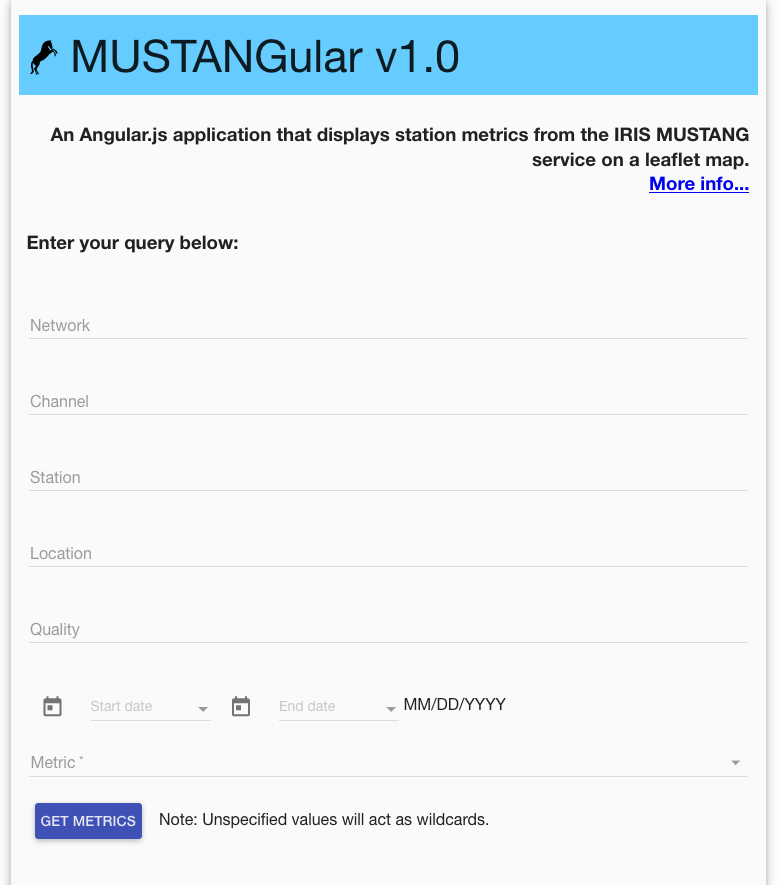 MUSTANGular v1.0
An Angular.js application that displays station metrics from the IRIS MUSTANG
service on a leaflet map.
More info...
Enter your query below:
Network
Channel
Station
Location
Quality
Start date End date MM/DD/YYYY
Metric *
GET METRICS Note: Unspecified values will act as wildcards.